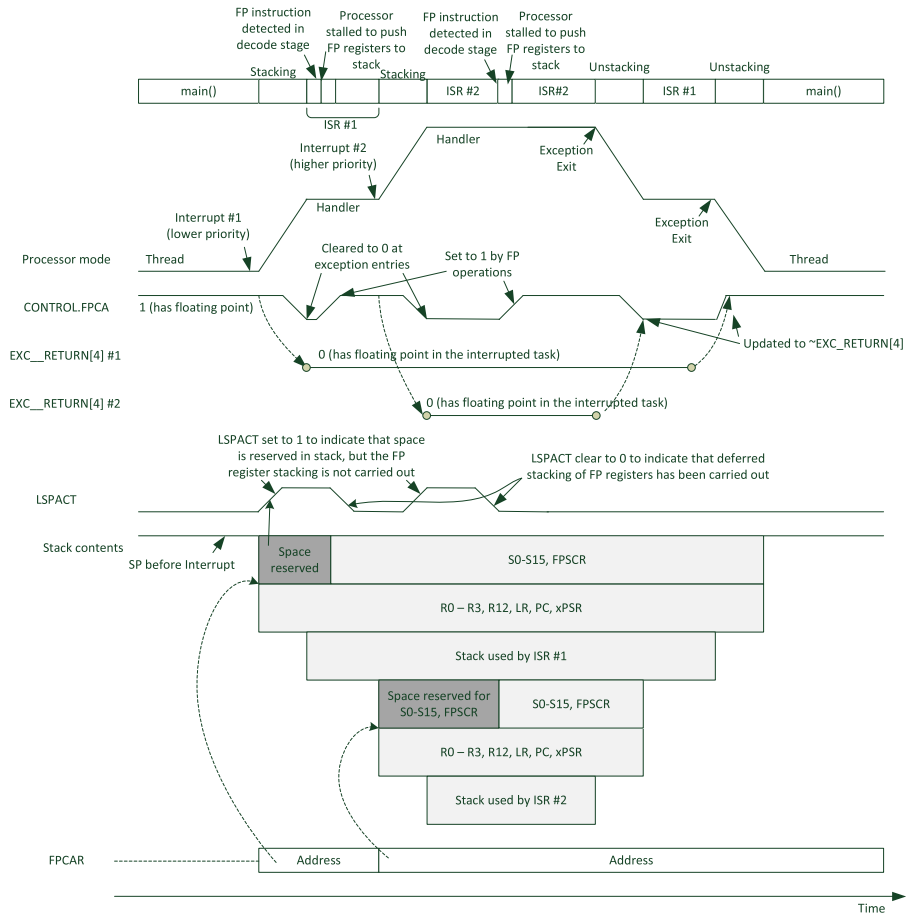 FP instruction
detected in
decode stage
Processor
stalled to push
FP registers to
stack
FP instruction
detected in
decode stage
Processor
stalled to push
FP registers to
stack
Stacking
Stacking
Unstacking
Unstacking
main()
ISR #2
ISR#2
ISR #1
main()
ISR #1
Interrupt #2
(higher priority)
Handler
Exception
Exit
Handler
Interrupt #1
(lower priority)
Exception
Exit
Processor mode
Thread
Thread
Cleared to 0 at
exception entries
Set to 1 by FP
operations
CONTROL.FPCA
1 (has floating point)
Updated to ~EXC_RETURN[4]
EXC__RETURN[4] #1
0 (has floating point in the interrupted task)
EXC__RETURN[4] #2
0 (has floating point in the interrupted task)
LSPACT set to 1 to indicate that space
is reserved in stack, but the FP
register stacking is not carried out
LSPACT clear to 0 to indicate that deferred
stacking of FP registers has been carried out
LSPACT
Stack contents
SP before Interrupt
Space
reserved
S0-S15, FPSCR
R0 – R3, R12, LR, PC, xPSR
Stack used by ISR #1
Space reserved for
S0-S15, FPSCR
S0-S15, FPSCR
R0 – R3, R12, LR, PC, xPSR
Stack used by ISR #2
FPCAR
Address
Address
Time